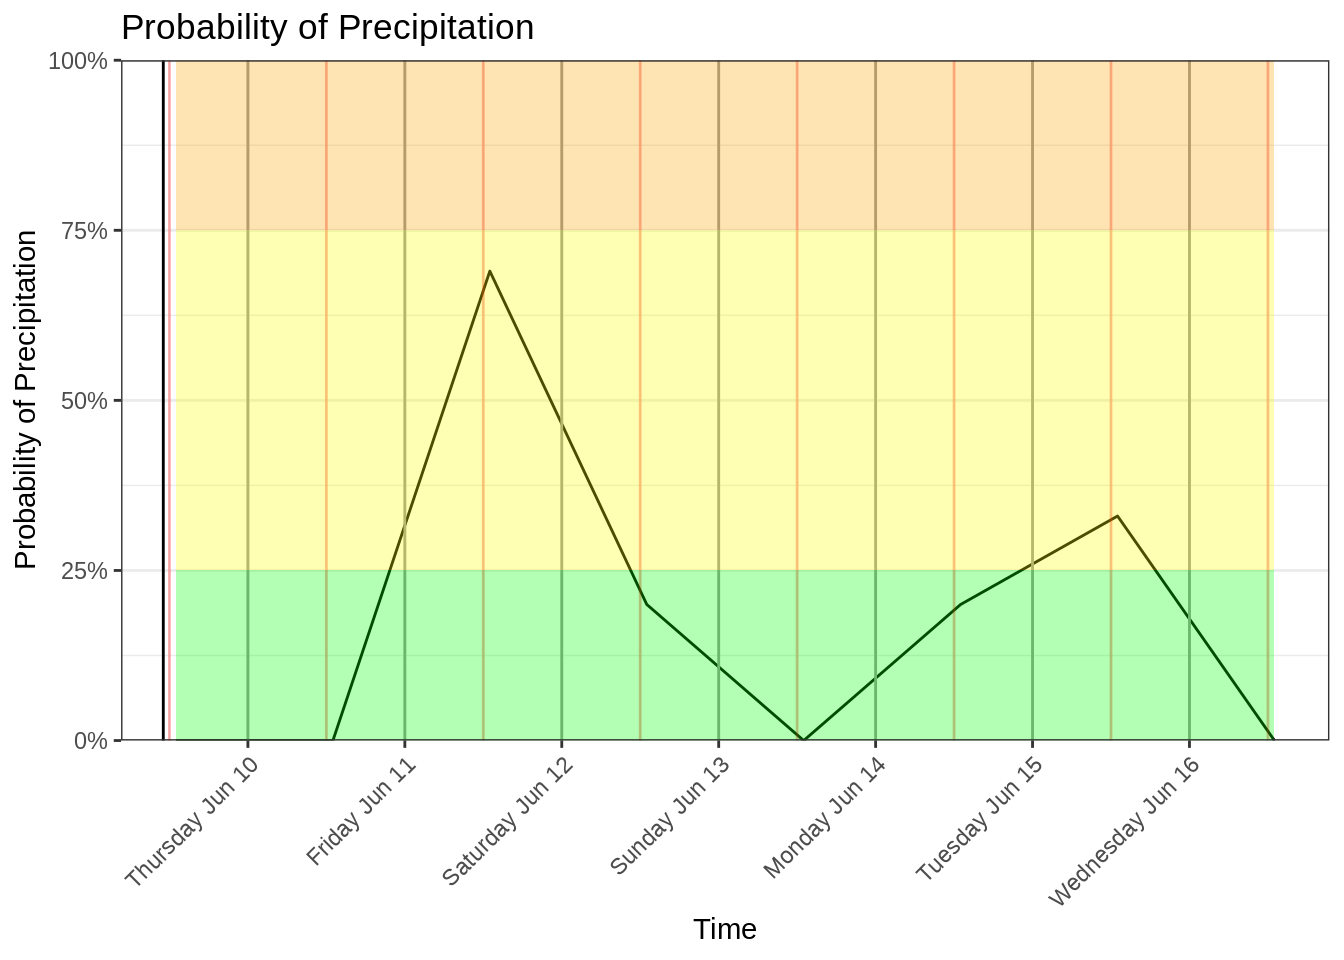 Probability of Precipitation
Probability of Precipitation
100%
75%
50%
25%
0%
Thursday Jun 10
Friday Jun 11
Saturday Jun 12
Sunday Jun 13
Monday Jun 14
Tuesday Jun 15
Wednesday Jun 16
Time